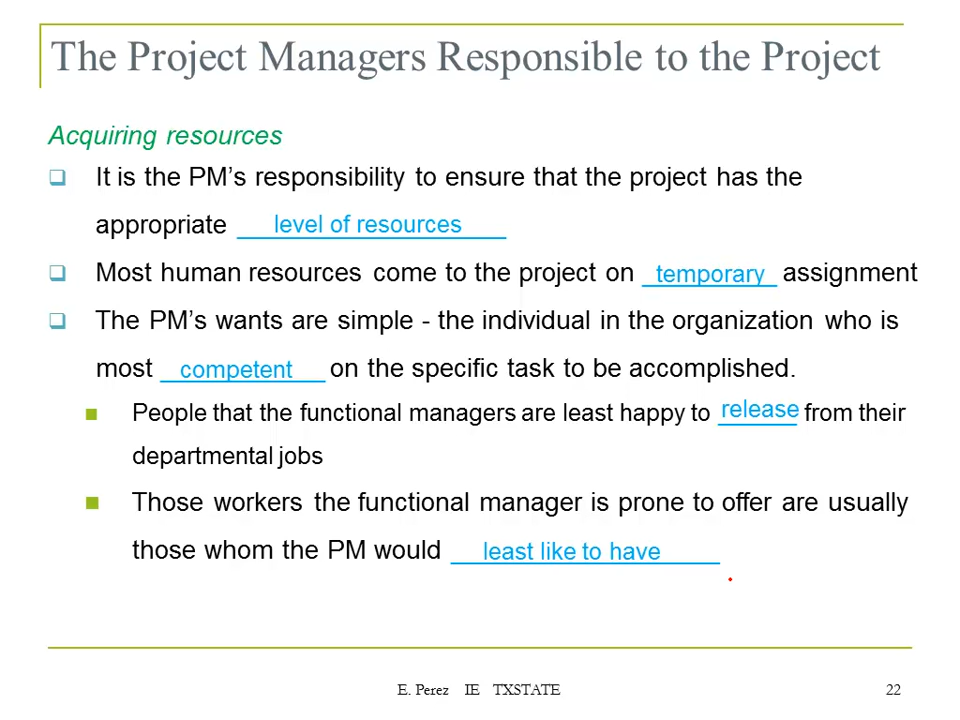 The Project Managers Responsible to the Project
Acquiring resources
It is the PM’s responsibility to ensure that the project has the
appropriate level of resources
Most human resources come to the project on temporary assignment
The PM’s wants are simple - the individual in the organization who is
most competent on the specific task to be accomplished.
People that the functional managers are least happy to release from their
departmental jobs
Those workers the functional manager is prone to offer are usually
those whom the PM would least like to have
E. Perez IE TXSTATE 22